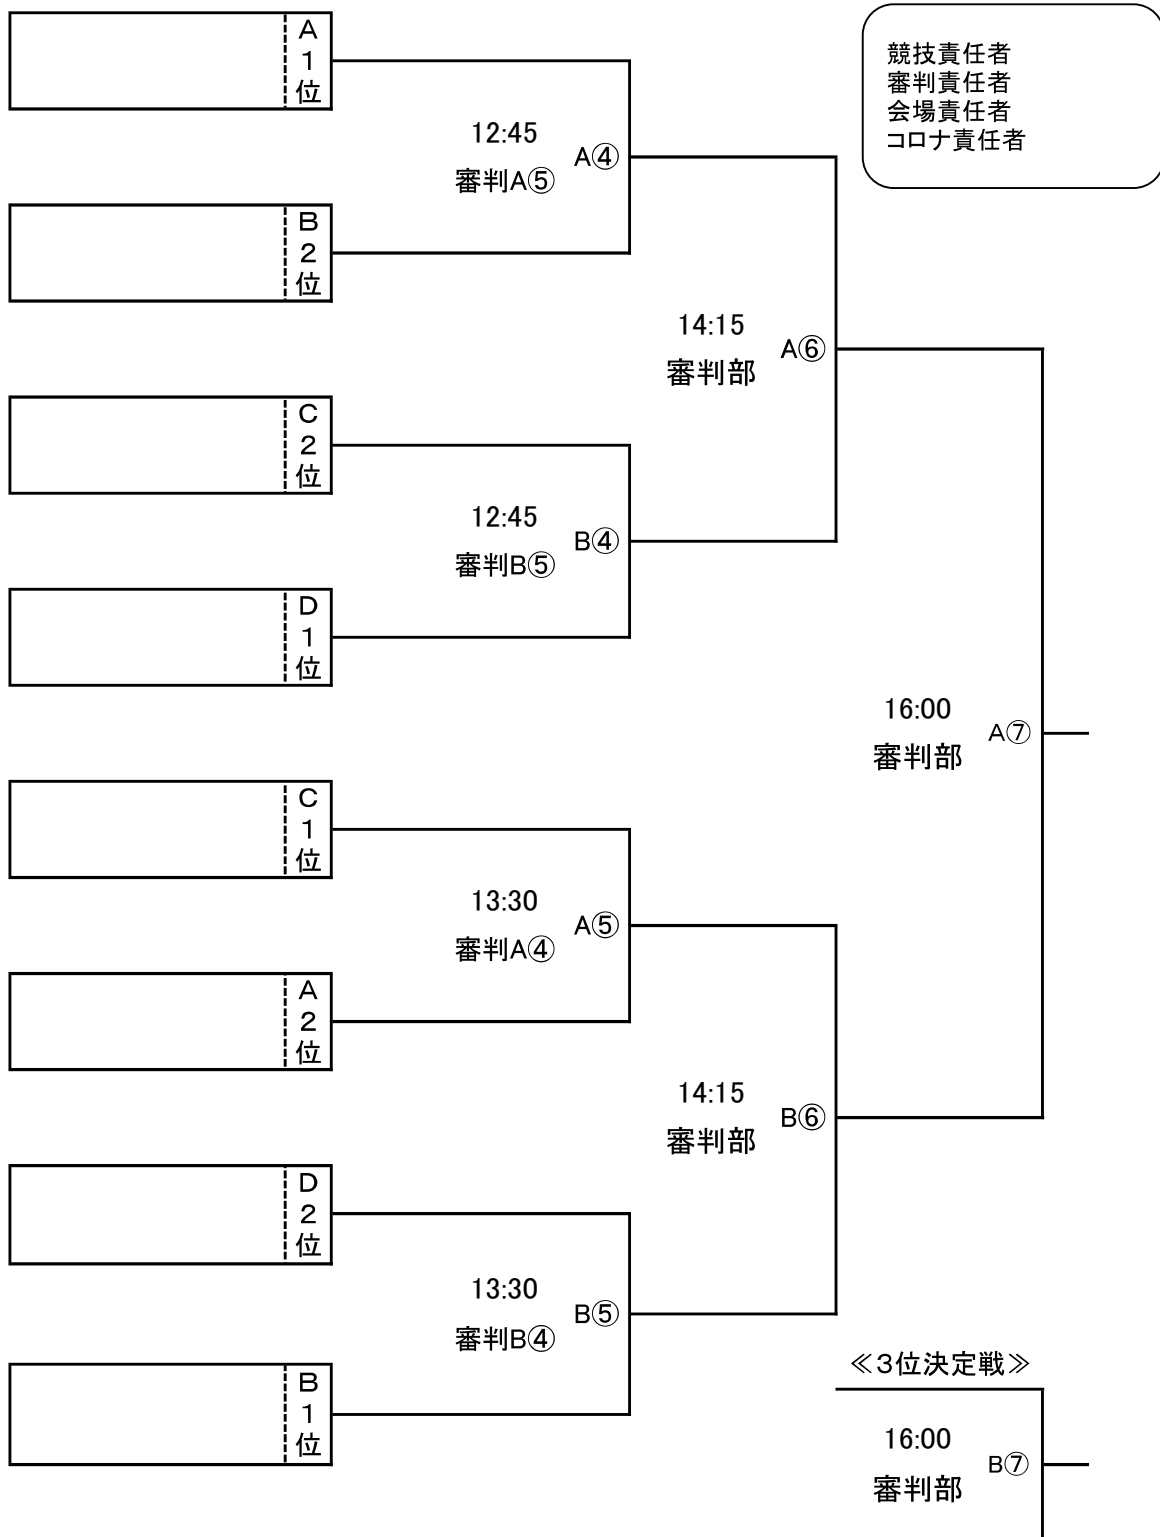 A
1
位
12:45
審判A⑤
A④
B
2
位
競技責任者
審判責任者
会場責任者
コロナ責任者
14:15
審判部
A⑥
C
2
位
12:45
審判B⑤
B④
D
1
位
16:00
審判部
A⑦
C
1
位
13:30
審判A④
A⑤
A
2
位
14:15
審判部
B⑥
D
2
位
13:30
審判B④
B⑤
B
1
位
≪3位決定戦≫
16:00
審判部
B⑦